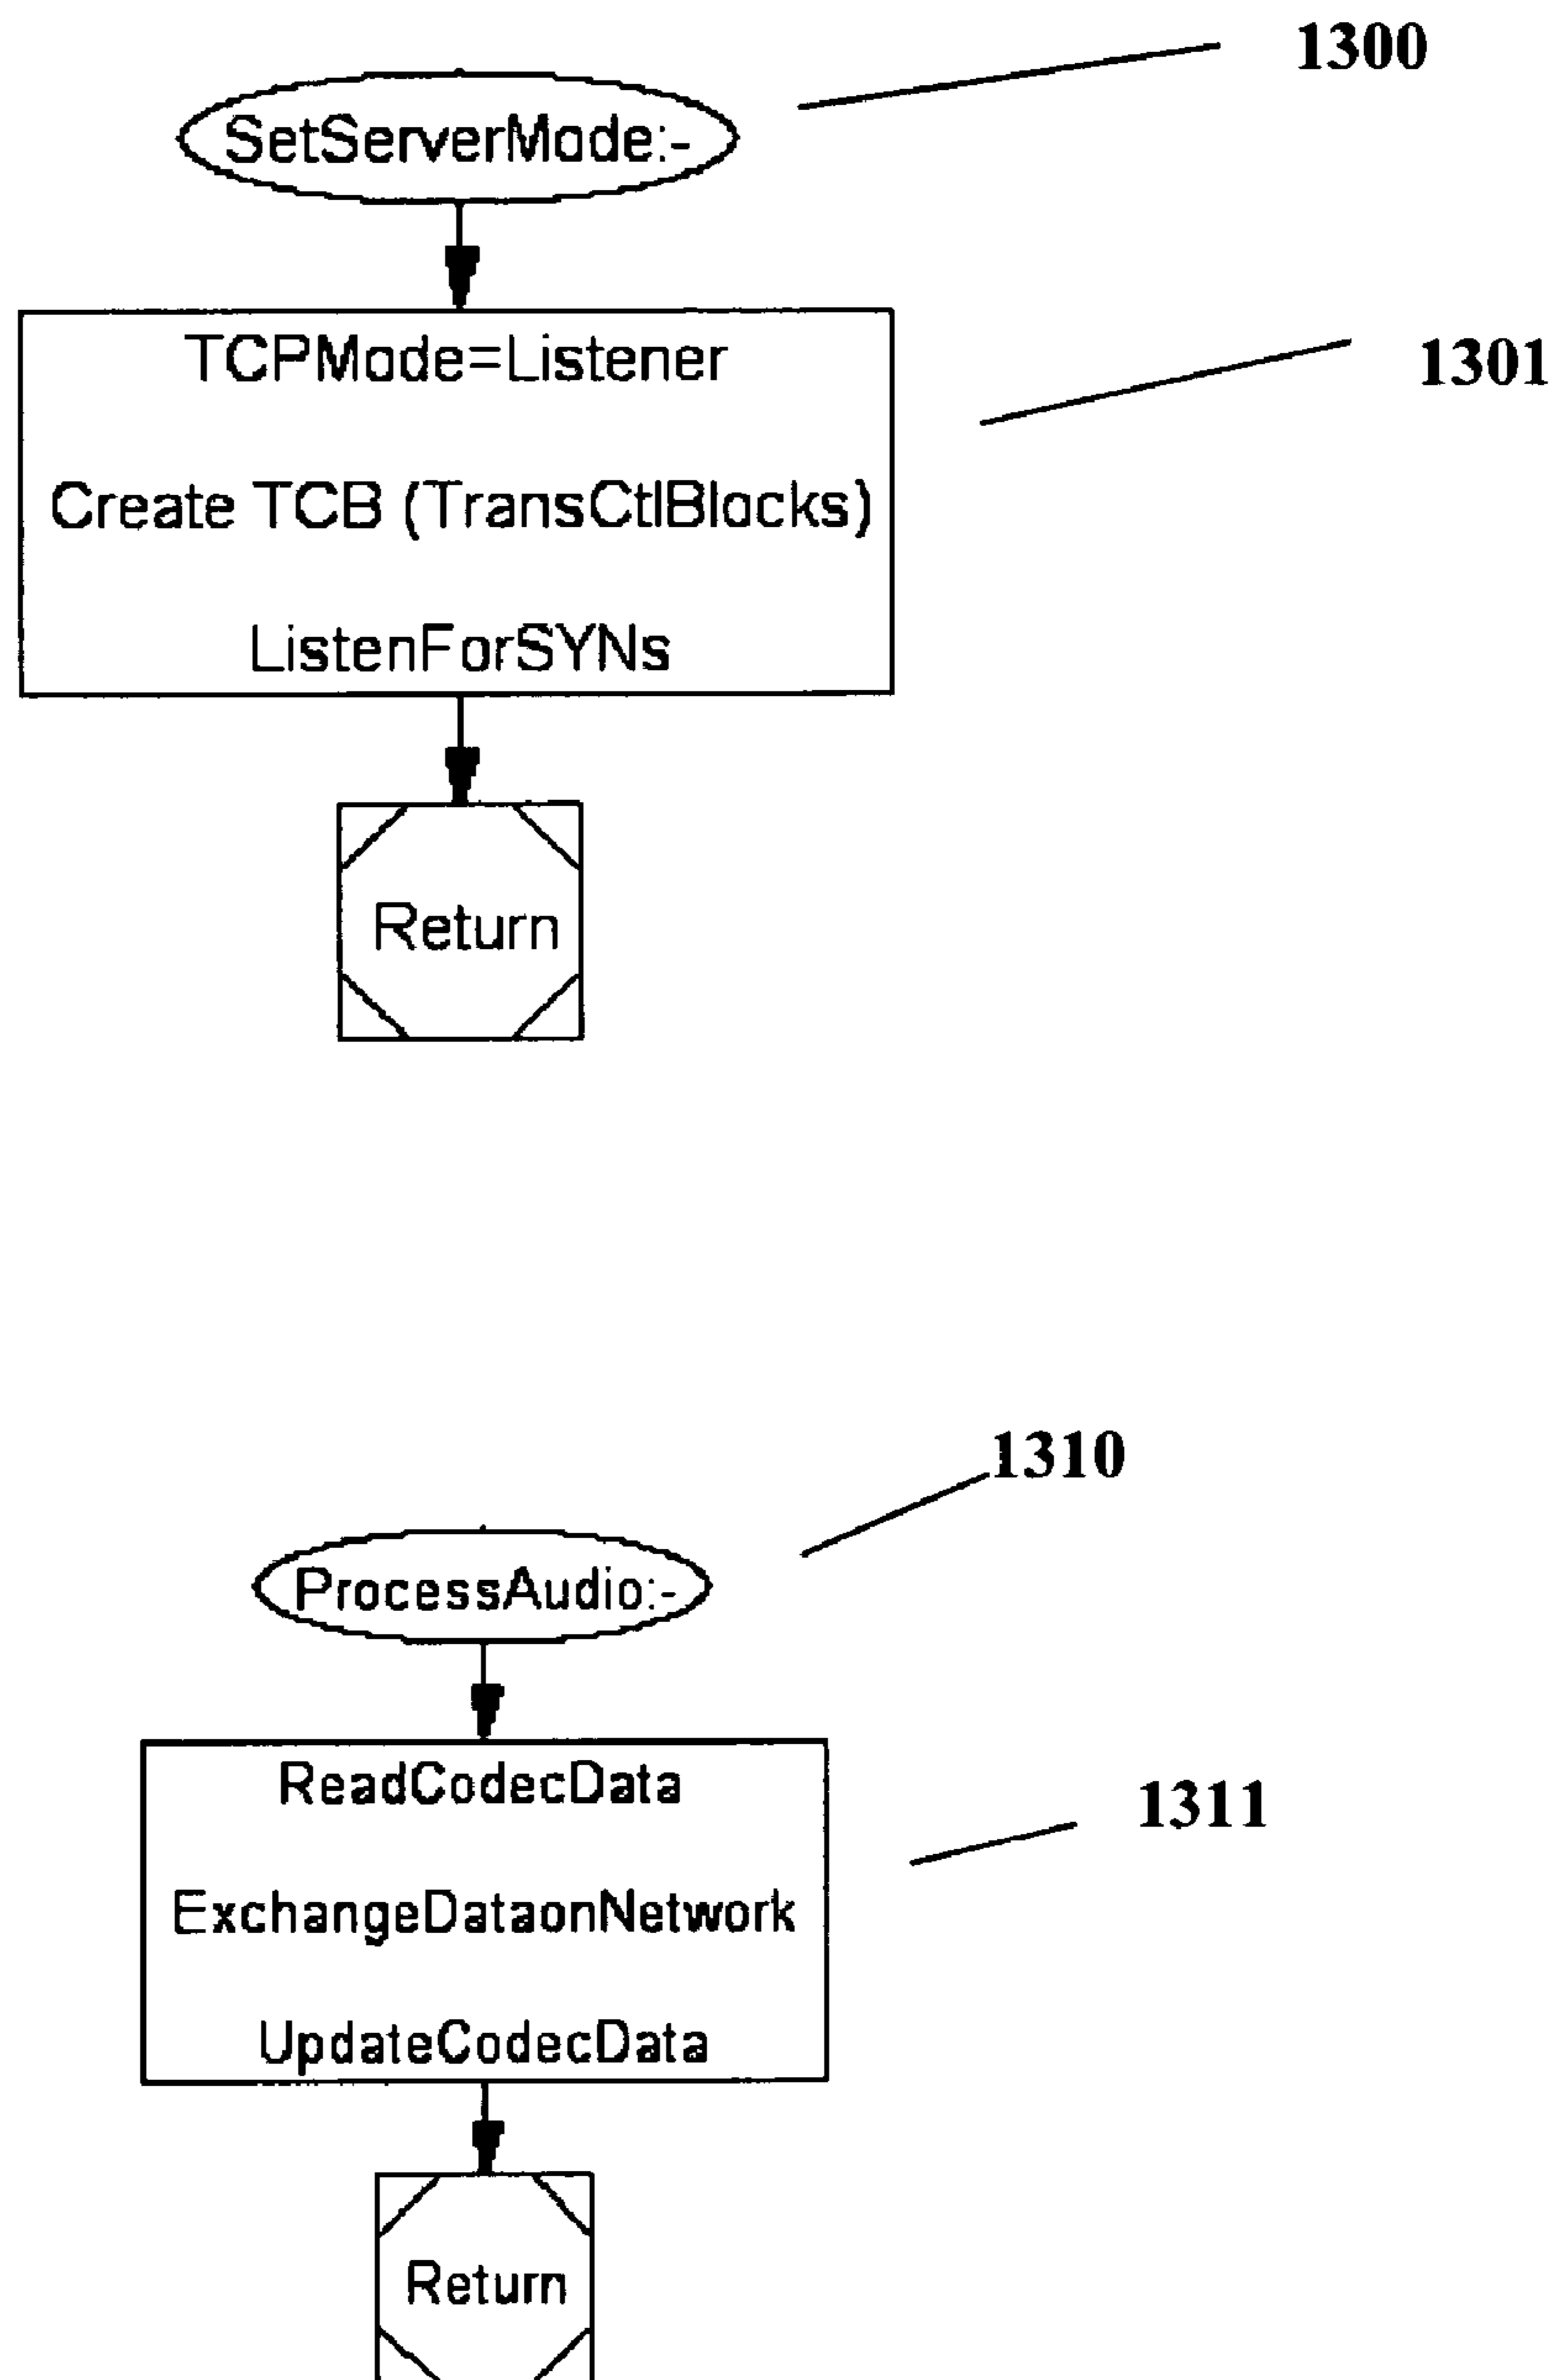 1300
SetServerMode:-
TCPMode=Listener
1301
Create TCB (TransCtlBlocks)
ListenForSYNs
Return
1310
ProcessAudio:-
ReadCodecData
1311
ExchangeDataonNetwork
UpdateCodecData
Return